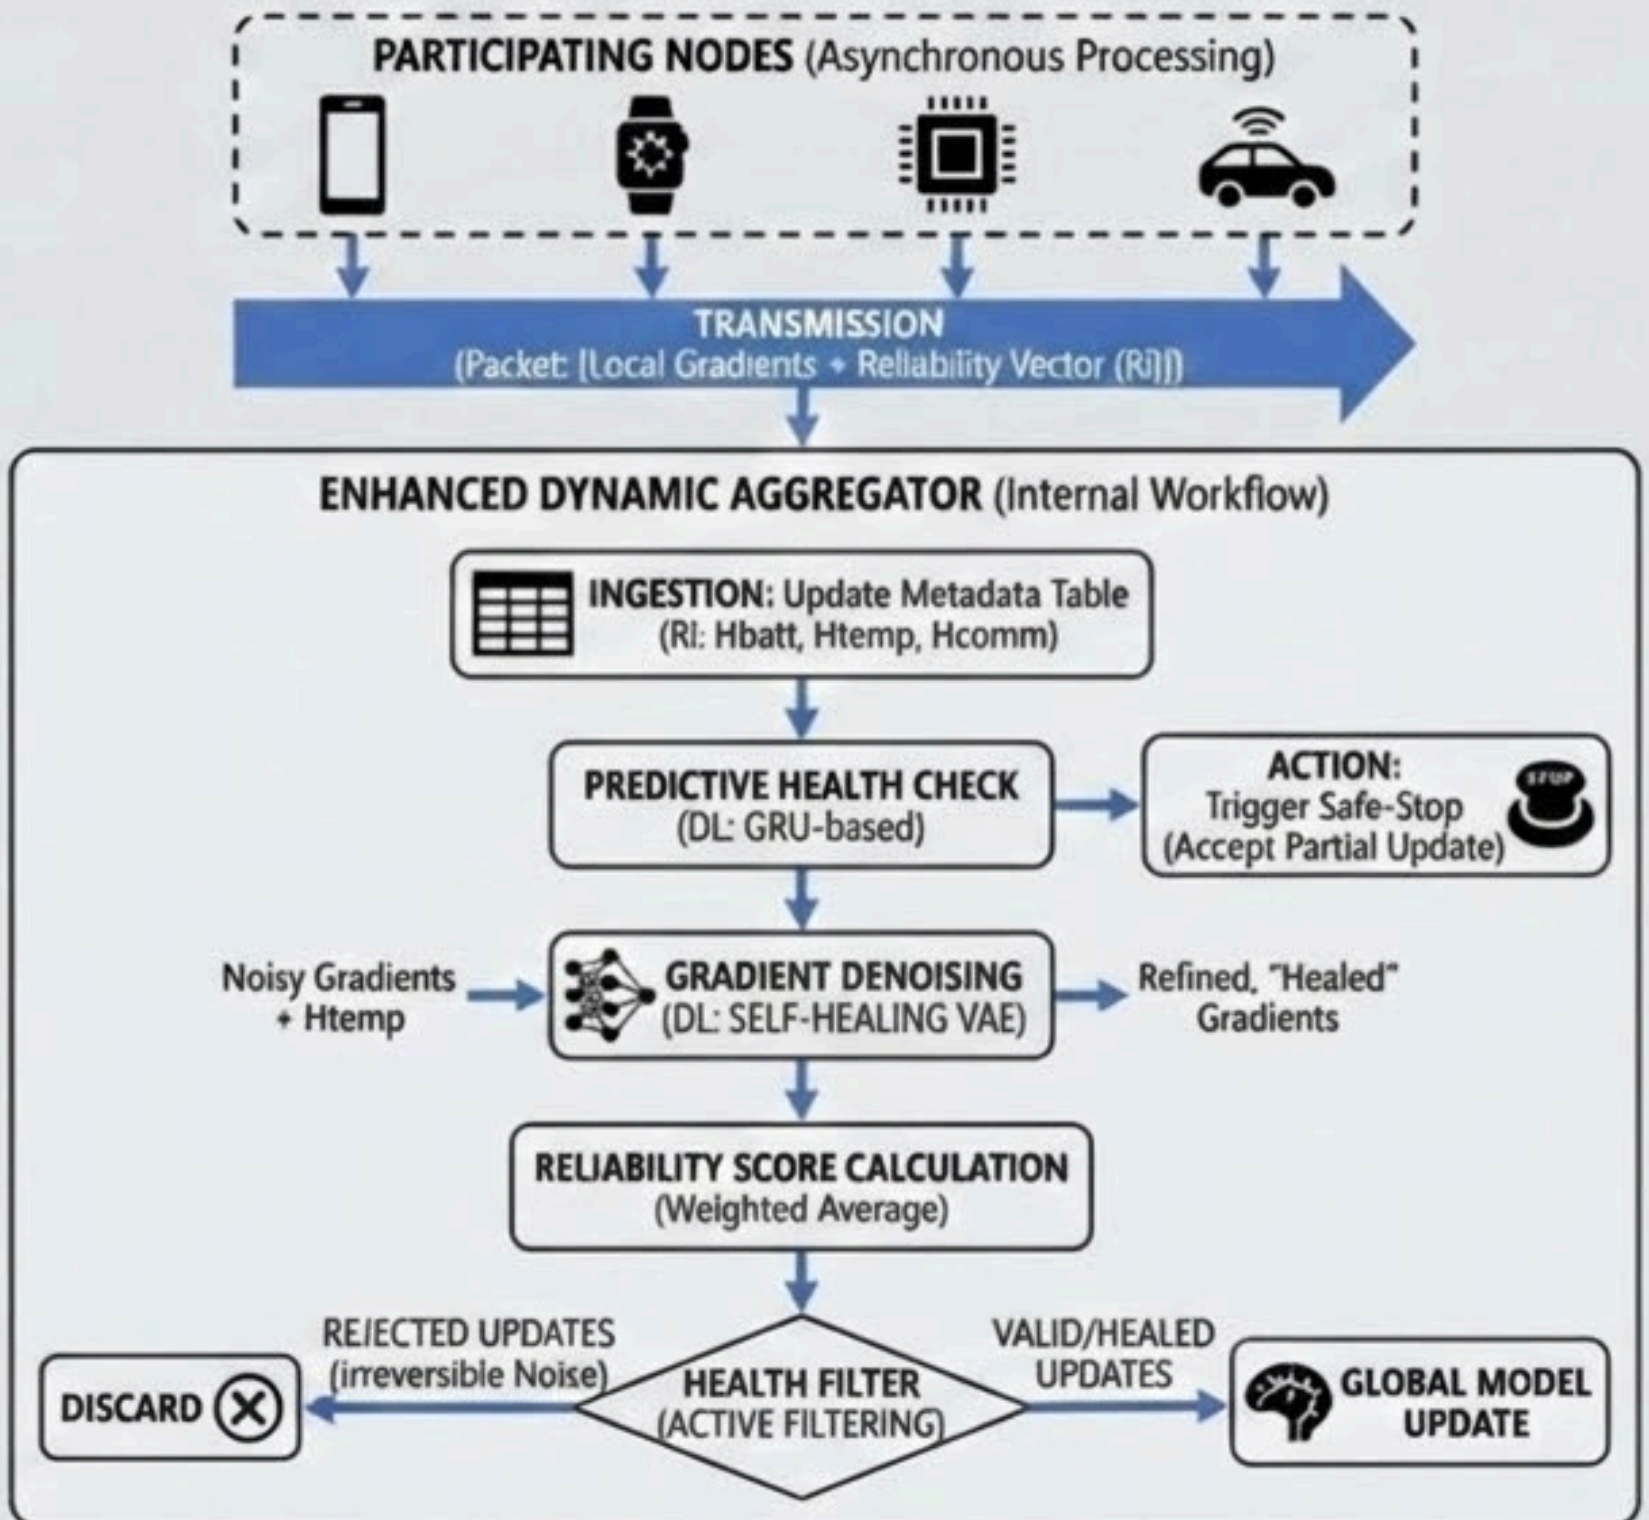 PARTICIPATING NODES (Asynchronous Processing)
TRANSMISSION
(Packet: [Local Gradients + Reliability Vector (Ri)])
ENHANCED DYNAMIC AGGREGATOR (Internal Workflow)
INGESTION: Update Metadata Table
(Ri: Hbatt, Htemp, Hcomm)
PREDICTIVE HEALTH CHECK
(DL: GRU-based)
ACTION:
Trigger Safe-Stop
(Accept Partial Update)
Noisy Gradients
+ Htemp
GRADIENT DENOISING
(DL: SELF-HEALING VAE)
Refined, "Healed"
Gradients
RELIABILITY SCORE CALCULATION
(Weighted Average)
REJECTED UPDATES
(irreversible Noise)
VALID/HEALED
UPDATES
DISCARD
HEALTH FILTER
(ACTIVE FILTERING)
GLOBAL MODEL
UPDATE